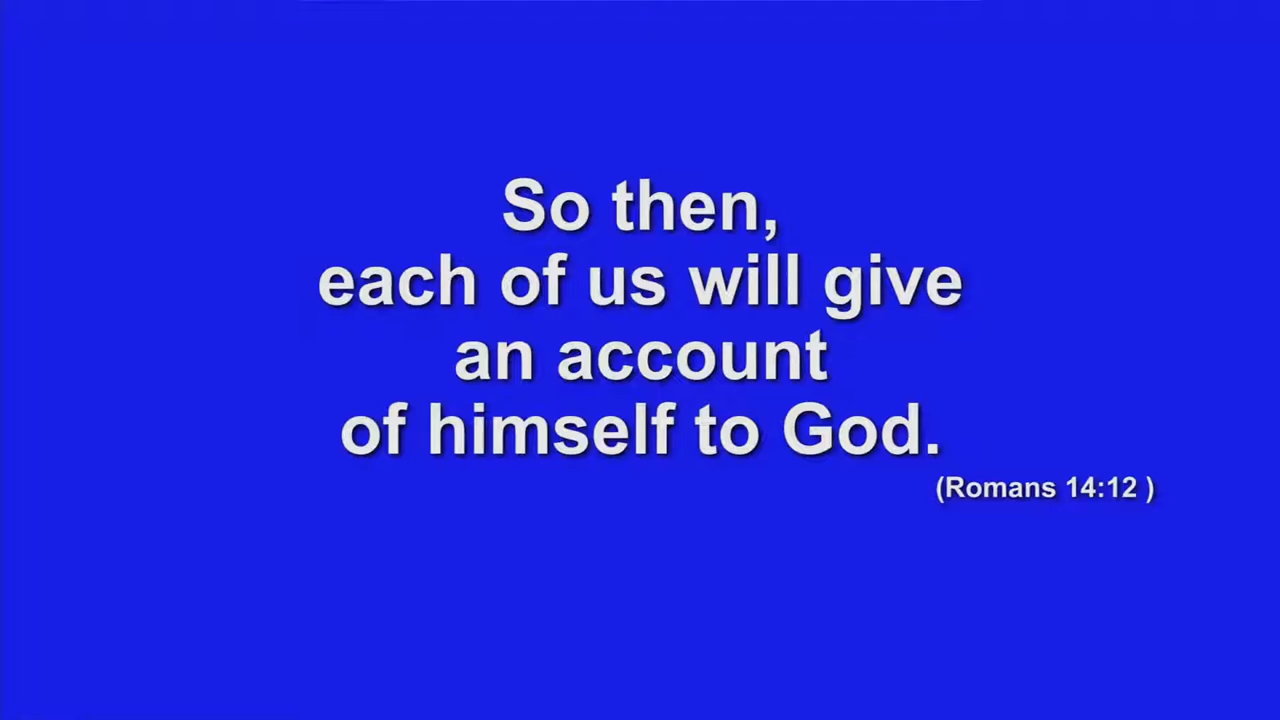 So then,
each of us will give
an account
of himself to God.
(Romans 14:12 )